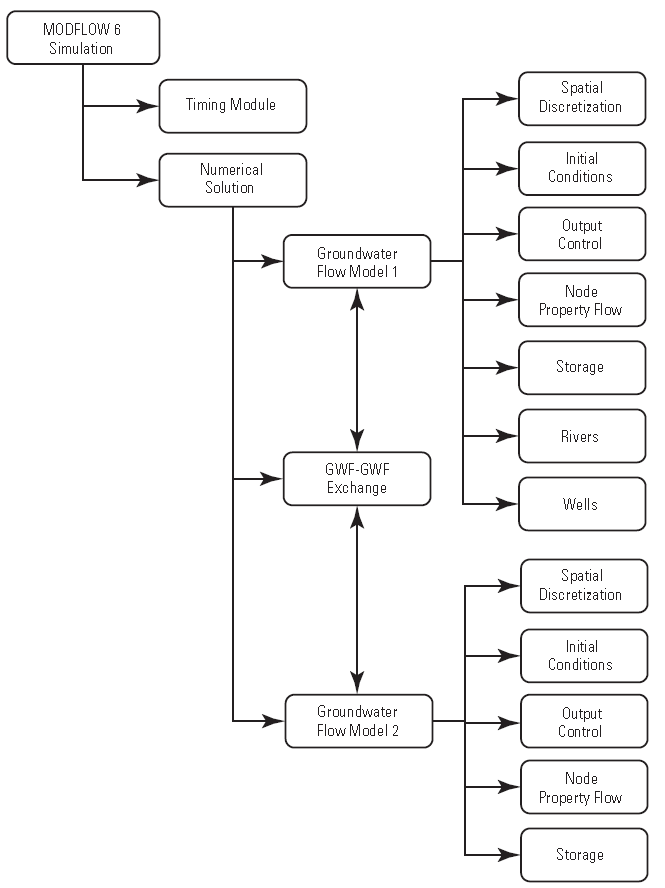 MODFLOW 6
Simulation
Timing Module
Numerical
Solution
Groundwater
Flow Model 1
Spatial
Discretization
Initial
Conditions
Output
Control
Node
Property Flow
Storage
Rivers
Wells
GWF-GWF
Exchange
Groundwater
Flow Model 2
Spatial
Discretization
Initial
Conditions
Output
Control
Node
Property Flow
Storage